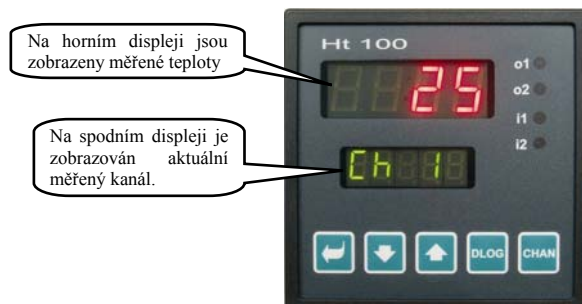 Na horním displeji jsou
zobrazeny měřené teploty
Na spodním displeji je
zobrazován aktuální
měřený kanál.
Ht 100
25
o1
o2
i1
i2
Ch 1
DLOG
CHAN